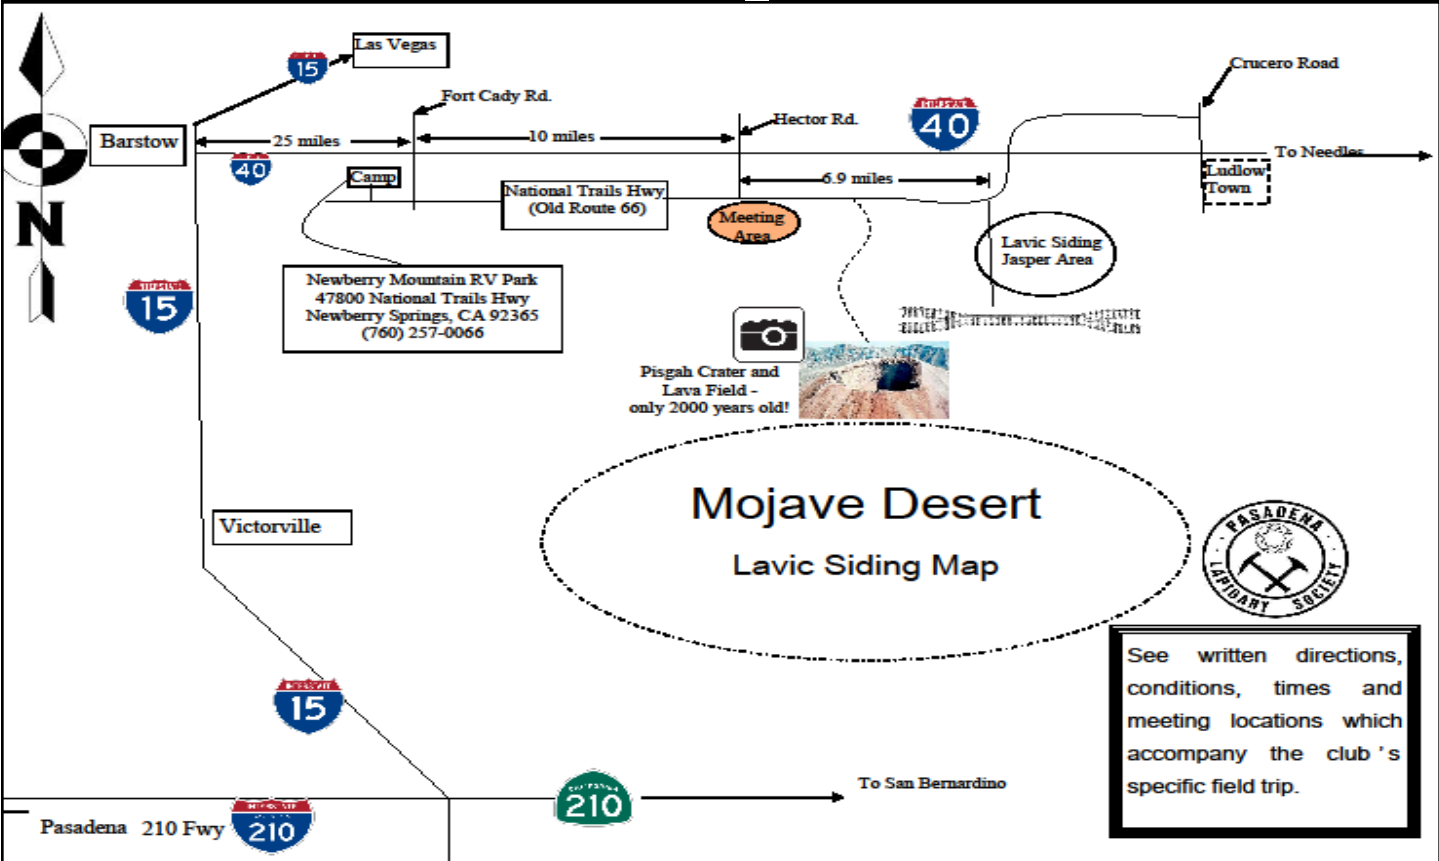 Las Vegas
15
Crucero Road
Fort Cady Rd.
Hector Rd.
INTERSTATE
40
Barstow
25 miles
10 miles
To Needles
40
Camp
6.9 miles
Ludlow
Town
National Trails Hwy
(Old Route 66)
N
Meeting
Area
Lavic Siding
Jasper Area
INTERSTATE
15
Newberry Mountain RV Park
47800 National Trails Hwy
Newberry Springs, CA 92365
(760) 257-0066
Pisgah Crater and
Lava Field -
only 2000 years old!
Mojave Desert
Lavic Siding Map
Victorville
PASADENA
LAPIDARY SOCIETY
See written directions,
conditions, times and
meeting locations which
accompany the club's
specific field trip.
INTERSTATE
15
To San Bernardino
CALIFORNIA
210
Pasadena 210 Fwy
INTERSTATE
210